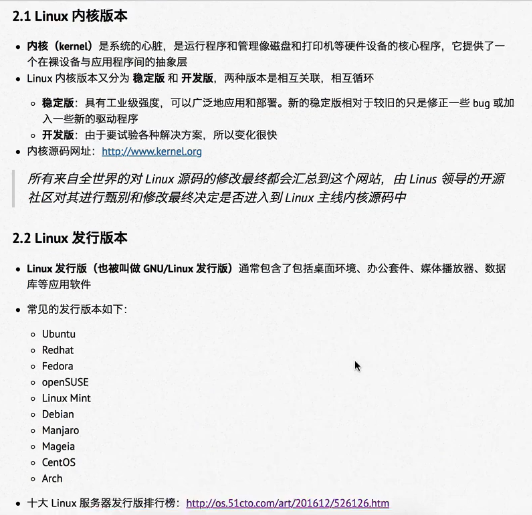 2.1 Linux 内核版本
内核（kernel）是系统的心脏，是运行程序和管理像磁盘和打印机等硬件设备的核心程序，它提供了一
个在裸设备与应用程序间的抽象层
Linux 内核版本又分为 稳定版 和 开发版，两种版本是相互关联，相互循环
稳定版：具有工业级强度，可以广泛地应用和部署。新的稳定版相对于较旧的只是修正一些 bug 或加
入一些新的驱动程序
开发版：由于要试验各种解决方案，所以变化很快
内核源码网址：http://www.kernel.org
所有来自全世界的对 Linux 源码的修改最终都会汇总到这个网站，由 Linus 领导的开源
社区对其进行甄别和修改最终决定是否进入到 Linux 主线内核源码中
2.2 Linux 发行版本
Linux 发行版（也被叫做 GNU/Linux 发行版）通常包含了包括桌面环境、办公套件、媒体播放器、数据
库等应用软件
常见的发行版本如下：
Ubuntu
Redhat
Fedora
openSUSE
Linux Mint
Debian
Manjaro
Mageia
CentOS
Arch
十大 Linux 服务器发行版排行榜：http://os.51cto.com/art/201612/526126.htm